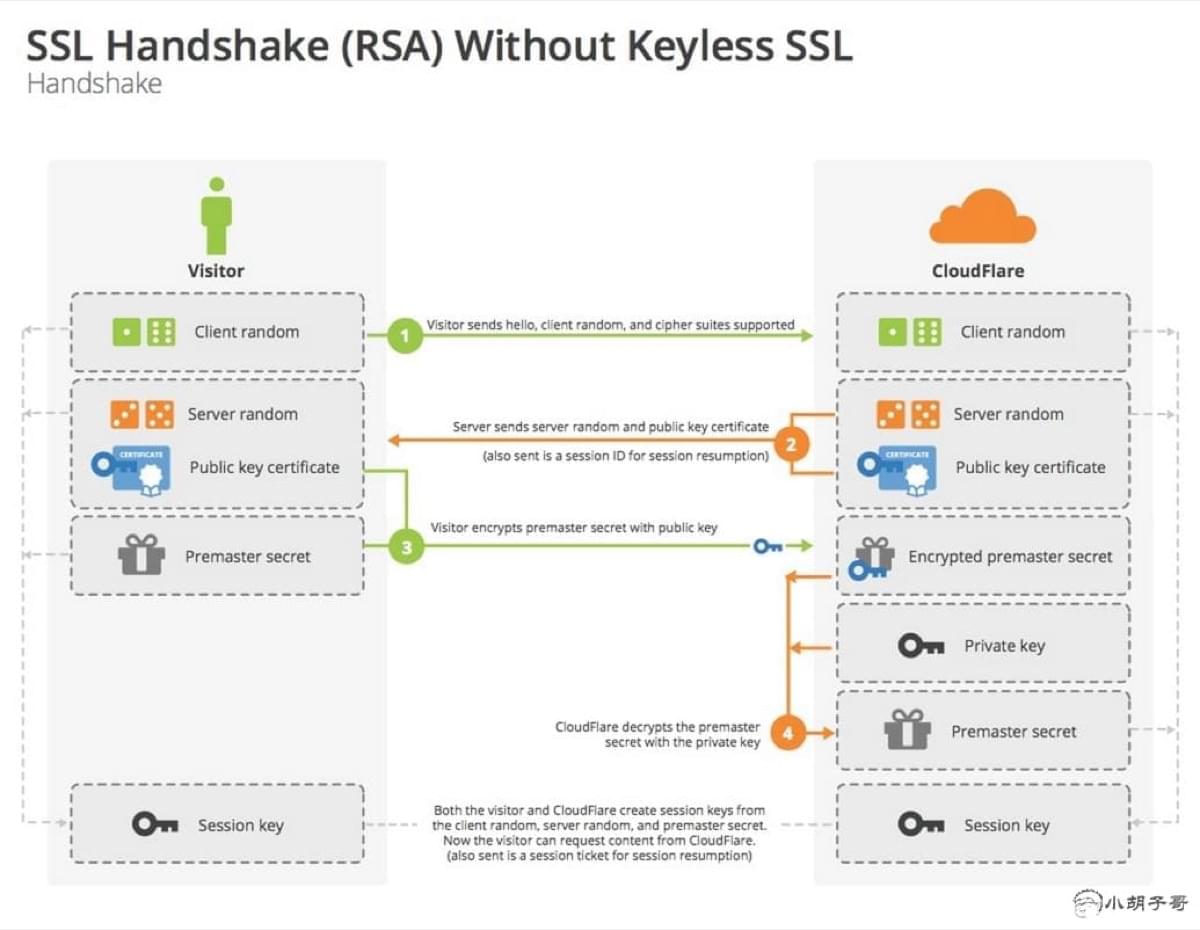 SSL Handshake (RSA) Without Keyless SSL
Handshake
Visitor
CloudFlare
Client random
1
Visitor sends hello, client random, and cipher suites supported
Client random
Server random
Server sends server random and public key certificate
2
Server random
CERTIFICATE
Public key certificate
(also sent is a session ID for session resumption)
CERTIFICATE
Public key certificate
Premaster secret
3
Visitor encrypts premaster secret with public key
Encrypted premaster secret
Private key
CloudFlare decrypts the premaster
secret with the private key
4
Premaster secret
Session key
Both the visitor and CloudFlare create session keys from
the client random, server random, and premaster secret.
Now the visitor can request content from CloudFlare.
(also sent is a session ticket for session resumption)
Session key
小胡子哥